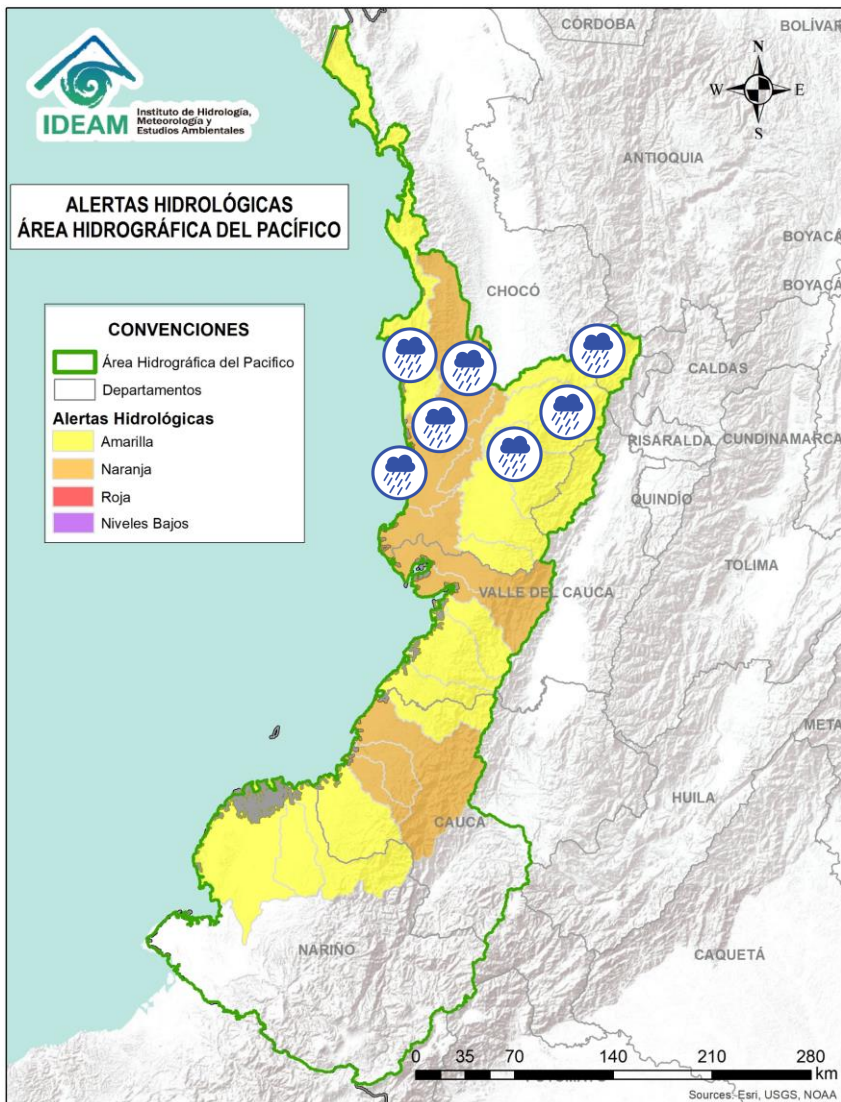 CÓRDOBA
BOLÍVAR
IDEAM
Instituto de Hidrología,
Meteorología y
Estudios Ambientales
N
W
E
S
ANTIOQUIA
ALERTAS HIDROLÓGICAS
ÁREA HIDROGRÁFICA DEL PACÍFICO
BOYACÁ
BOYACÁ
CHOCÓ
CONVENCIONES
Área Hidrográfica del Pacifico
Departamentos
Alertas Hidrológicas
Amarilla
Naranja
Roja
Niveles Bajos
CALDAS
RISARALDA
CUNDINAMARCA
QUINDÍO
TOLIMA
VALLE DEL CAUCA
META
HUILA
CAUCA
NARIÑO
CAQUETÁ
0 35 70 140 210 280
km
Sources: Esri, USGS, NOAA